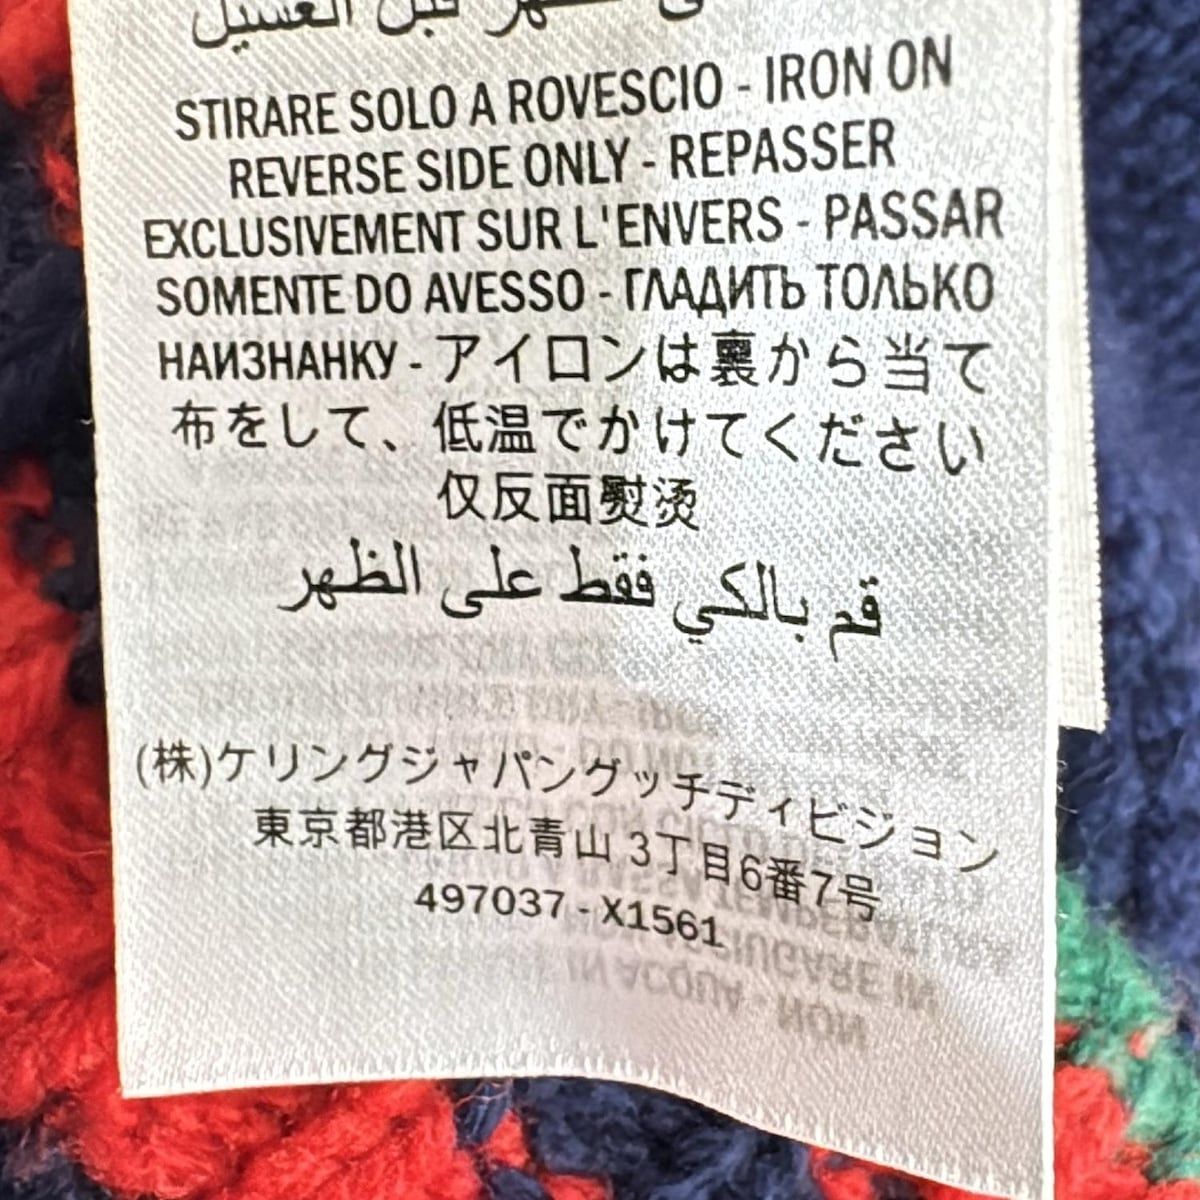 قبل الغسيل
STIRARE SOLO A ROVESCIO - IRON ON
REVERSE SIDE ONLY - REPASSER
EXCLUSIVEMENT SUR L'ENVERS - PASSAR
SOMENTE DO AVESSO - ГЛАДИТЬ ТОЛЬКО
НАИЗНАНКУ - アイロンは裏から当て
布をして、低温でかけてください
仅反面熨烫
قم بالكي فقط على الظهر
(株)ケリングジャパングッチディビジョン
東京都港区北青山 3丁目6番7号
497037 - X1561